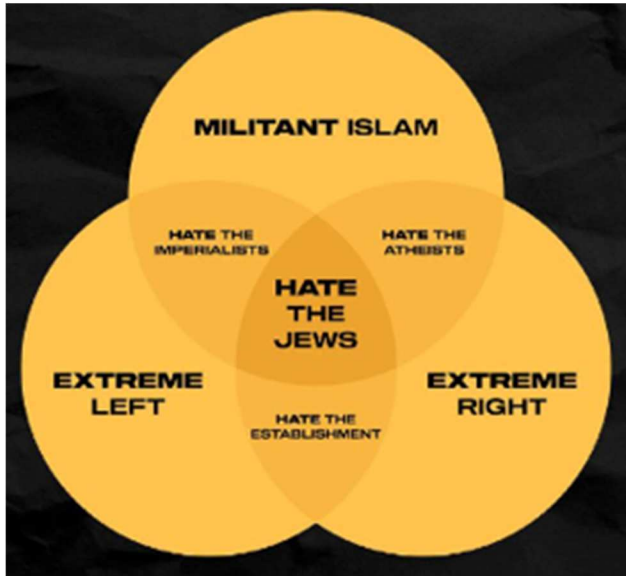 MILITANT ISLAM
HATE THE
IMPERIALISTS
HATE THE
ATHEISTS
HATE
THE
JEWS
EXTREME
LEFT
EXTREME
RIGHT
HATE THE
ESTABLISHMENT